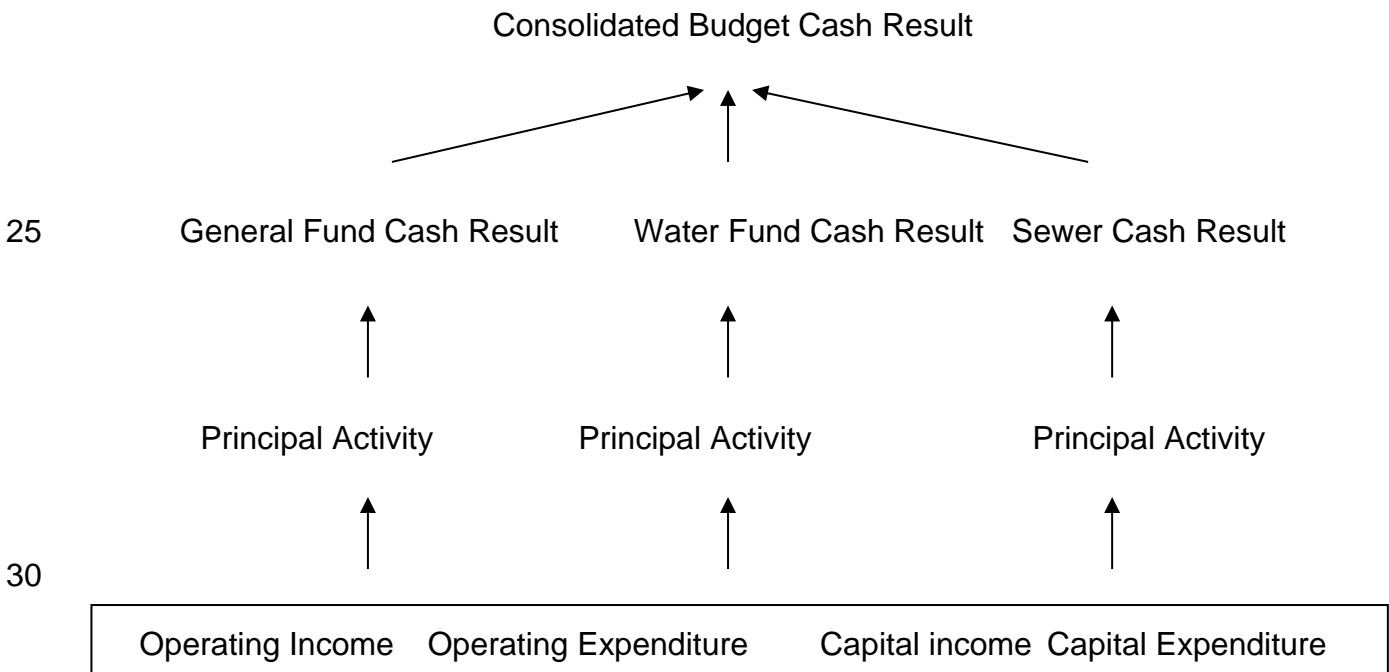 Consolidated Budget Cash Result
25 General Fund Cash Result Water Fund Cash Result Sewer Cash Result
Principal Activity Principal Activity Principal Activity
30
Operating Income Operating Expenditure Capital income Capital Expenditure